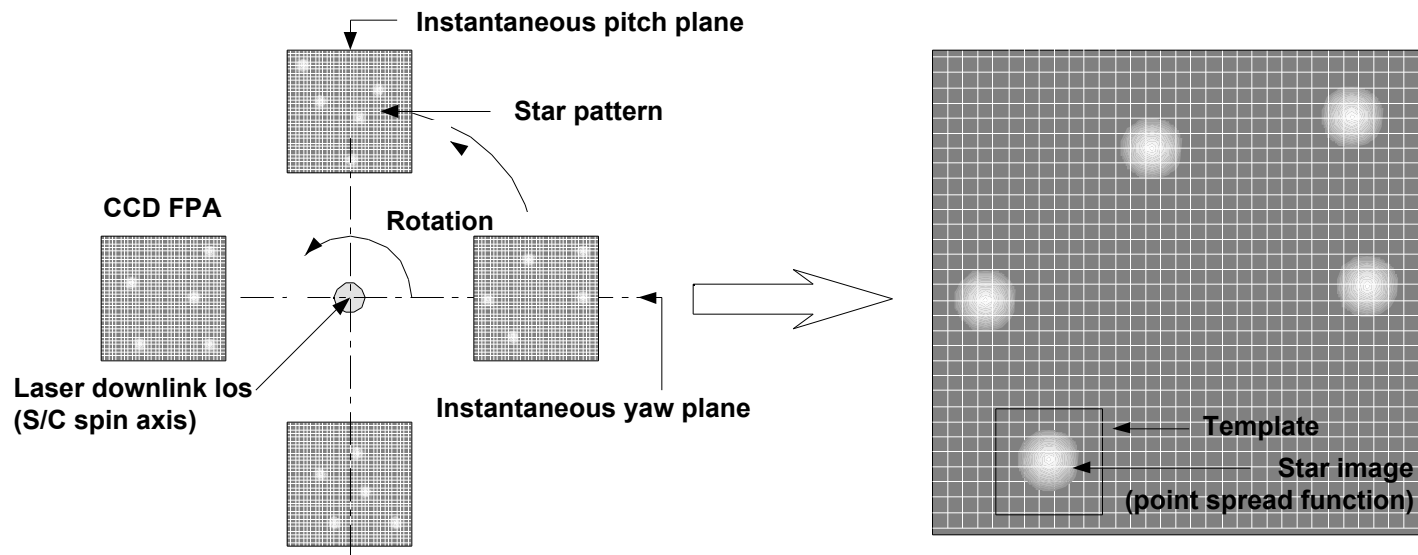 Instantaneous pitch plane
Star pattern
CCD FPA
Rotation
Laser downlink los
(S/C spin axis)
Instantaneous yaw plane
Template
Star image
(point spread function)